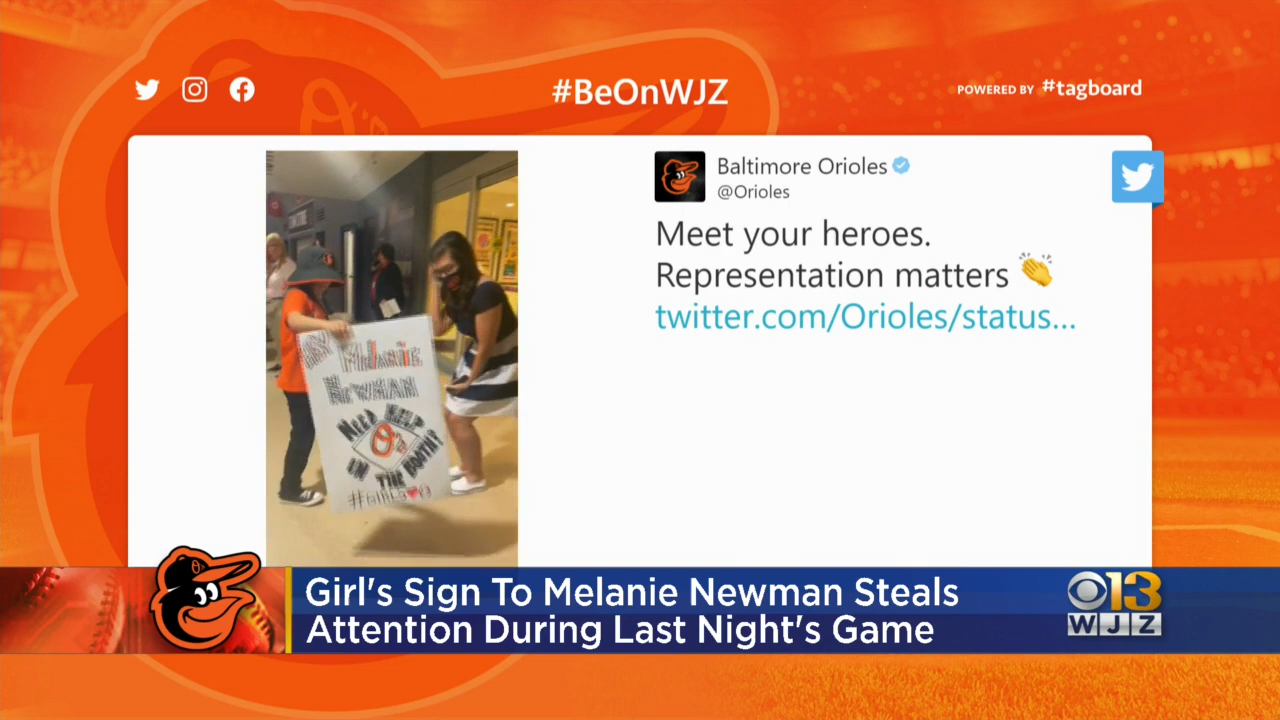 #BeOnWJZ
POWERED BY #tagboard
Baltimore Orioles
@Orioles
Meet your heroes.
Representation matters 👏
twitter.com/Orioles/status...
MELANIE
NEWMAN
NEED HELP
O's
IN THE BOOTH?
Girl's Sign To Melanie Newman Steals
Attention During Last Night's Game
13
WJZ